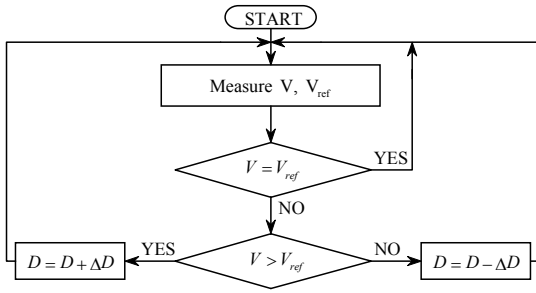 START
Measure V, V_ref
V = V_ref
YES
NO
V > V_ref
YES
NO
D = D + ΔD
D = D − ΔD